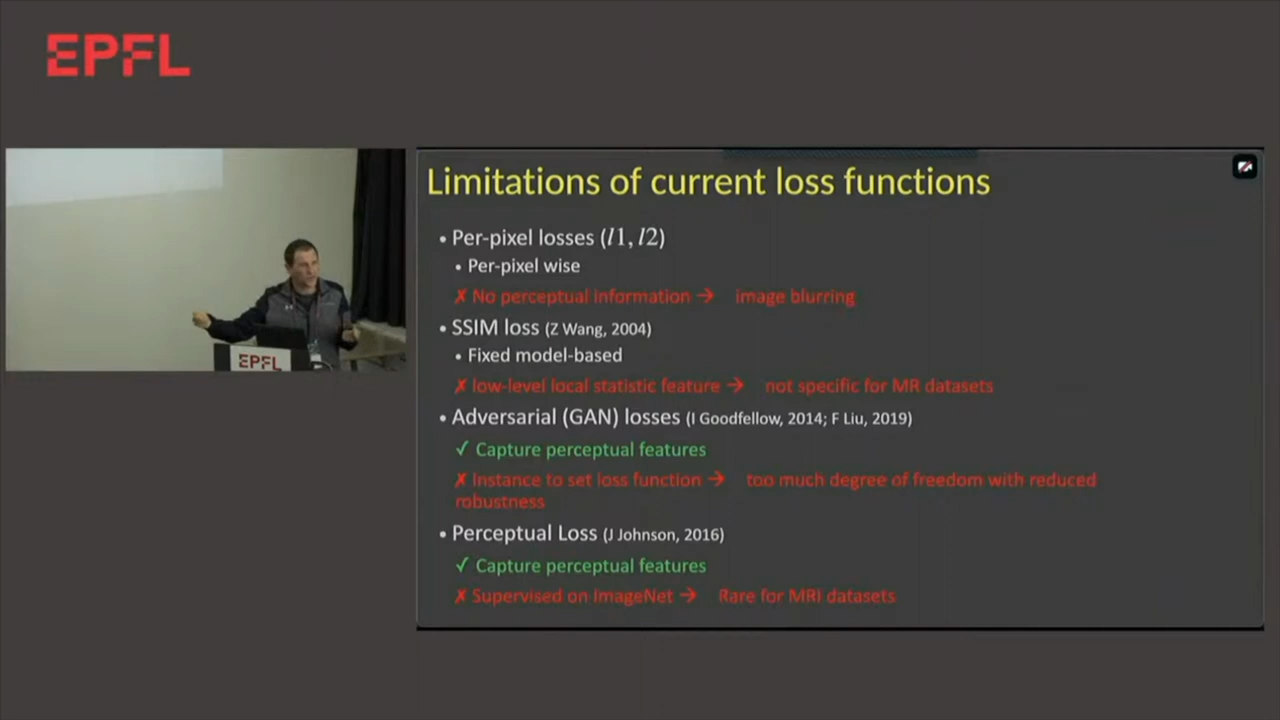 EPFL
Limitations of current loss functions
• Per-pixel losses (l1, l2)
• Per-pixel wise
✗ No perceptual information → image blurring
• SSIM loss (Z Wang, 2004)
• Fixed model-based
✗ low-level local statistic feature → not specific for MR datasets
• Adversarial (GAN) losses (I Goodfellow, 2014; F Liu, 2019)
✓ Capture perceptual features
✗ Instance to set loss function → too much degree of freedom with reduced
robustness
• Perceptual Loss (J Johnson, 2016)
✓ Capture perceptual features
✗ Supervised on ImageNet → Rare for MRI datasets
EPFL